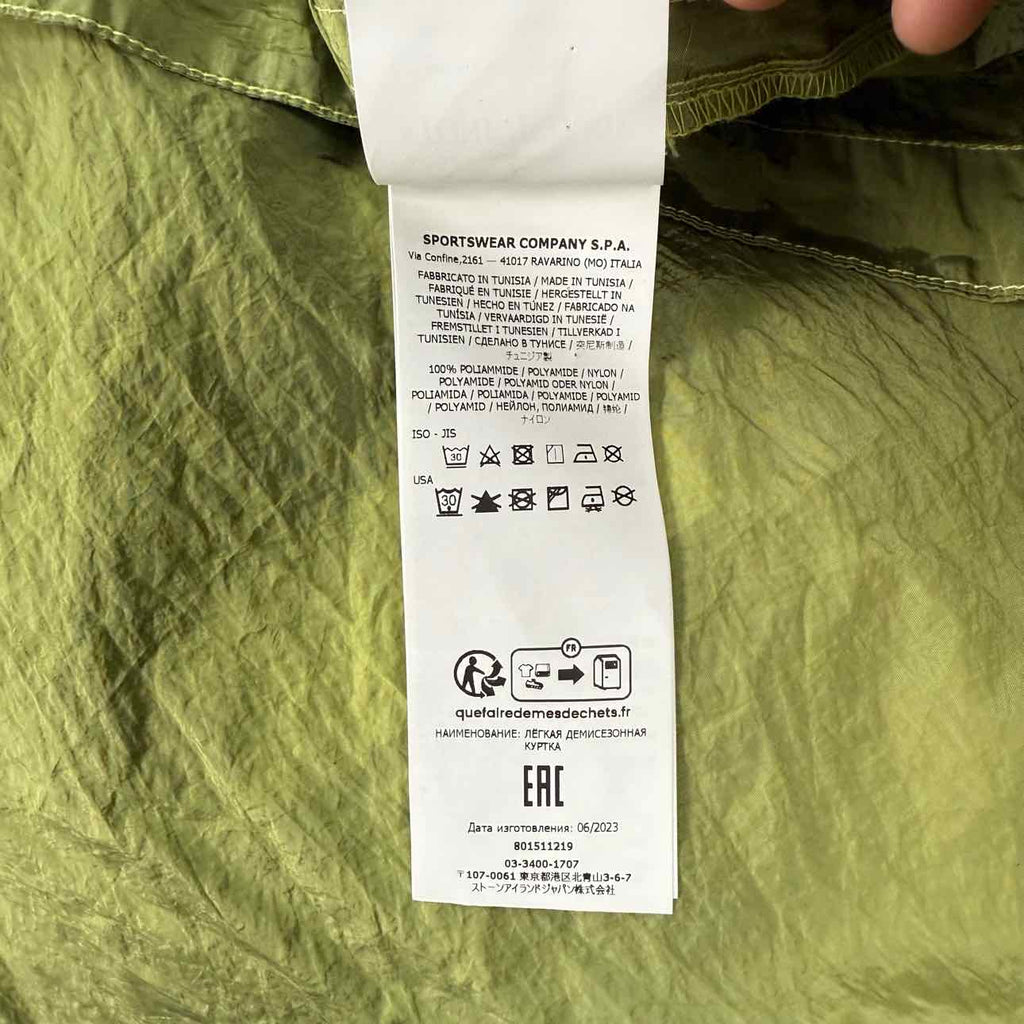 SPORTSWEAR COMPANY S.P.A.
Via Confine,2161 — 41017 RAVARINO (MO) ITALIA
FABBRICATO IN TUNISIA / MADE IN TUNISIA /
FABRIQUÉ EN TUNISIE / HERGESTELLT IN
TUNESIEN / HECHO EN TÚNEZ / FABRICADO NA
TUNÍSIA / VERVAARDIGD IN TUNESIË /
FREMSTILLET I TUNESIEN / TILLVERKAD I
TUNISIEN / СДЕЛАНО В ТУНИСЕ / 突尼斯制造 /
チュニジア製
100% POLIAMMIDE / POLYAMIDE / NYLON /
POLYAMIDE / POLYAMID ODER NYLON /
POLIAMIDA / POLIAMIDA / POLYAMIDE / POLYAMID
/ POLYAMID / НЕЙЛОН, ПОЛИАМИД / 锦纶 /
ナイロン
ISO - JIS
30
USA
30
FR
quefairedemesdechets.fr
НАИМЕНОВАНИЕ: ЛЁГКАЯ ДЕМИСЕЗОННАЯ
КУРТКА
EAC
Дата изготовления: 06/2023
801511219
03-3400-1707
〒107-0061 東京都港区北青山3-6-7
ストーンアイランドジャパン株式会社